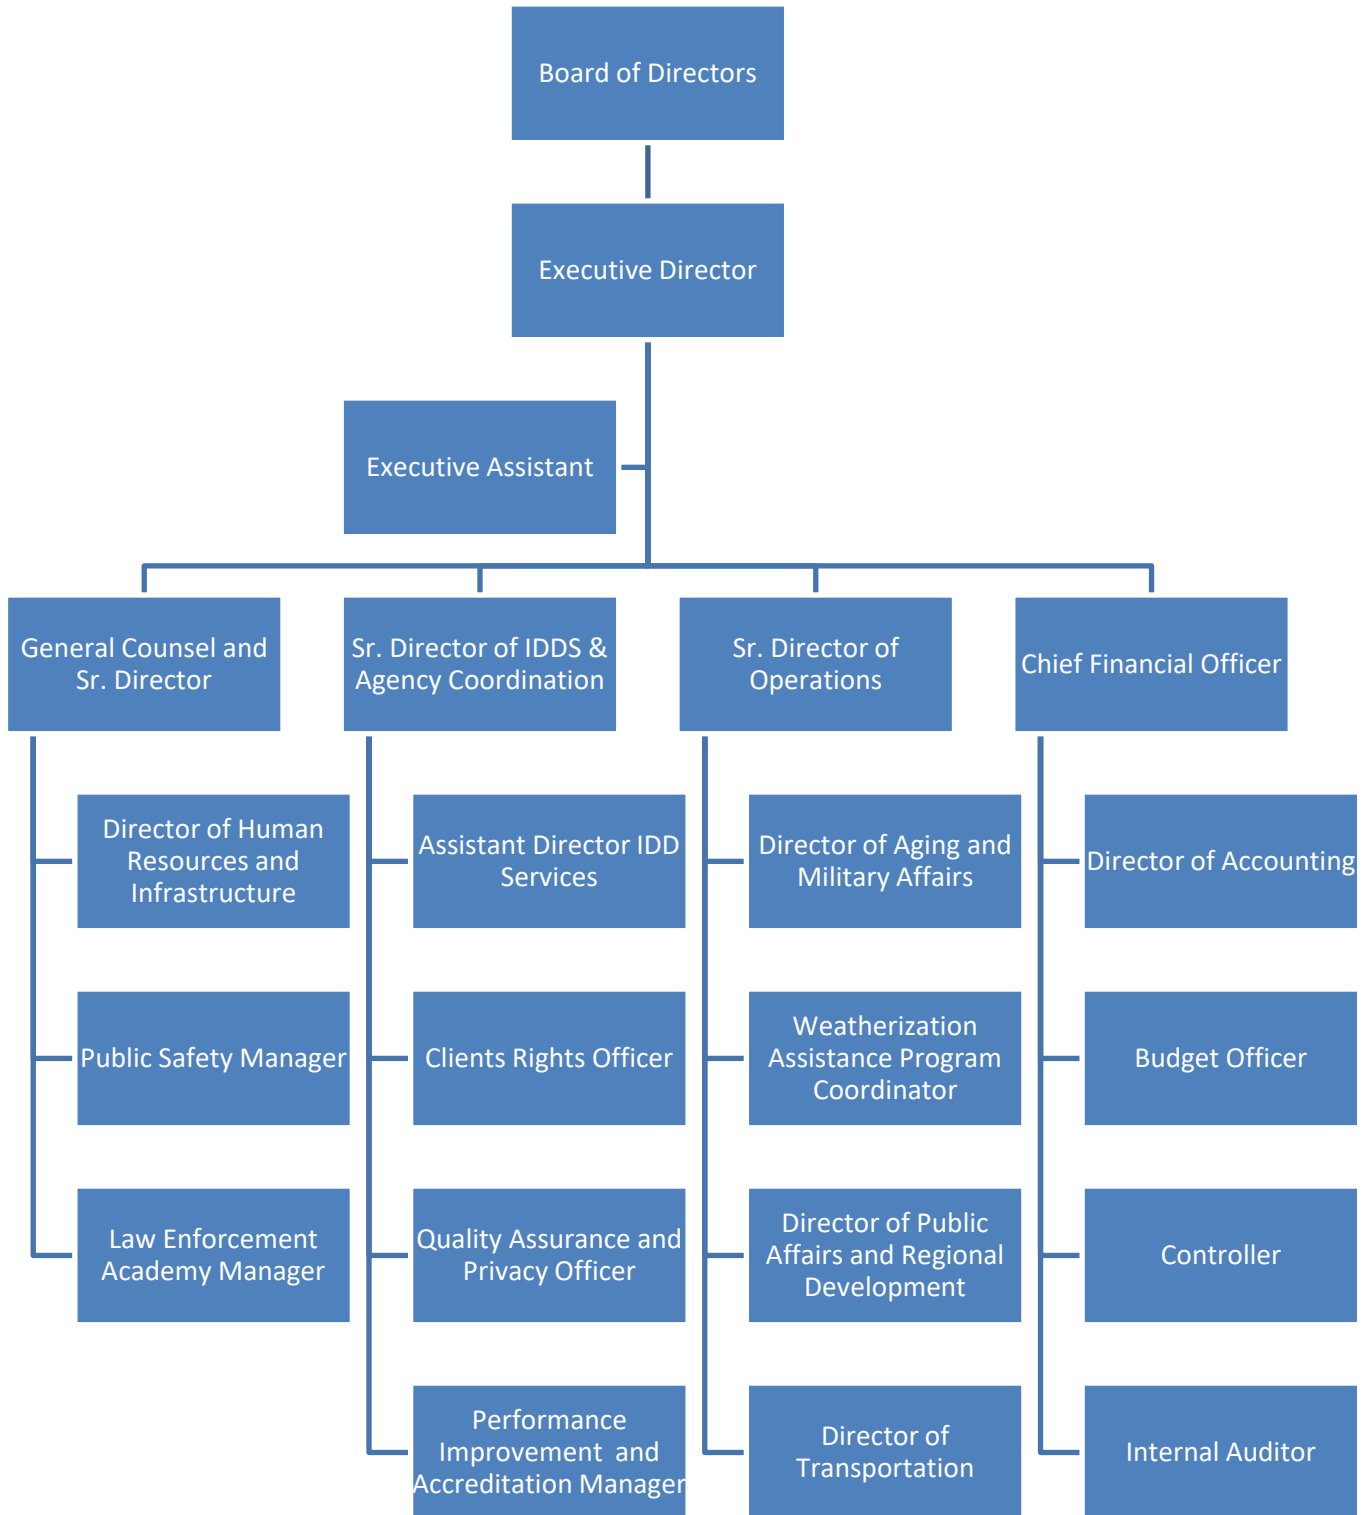 Board of Directors
Executive Director
Executive Assistant
General Counsel and
Sr. Director
Sr. Director of IDDS &
Agency Coordination
Sr. Director of
Operations
Chief Financial Officer
Director of Human
Resources and
Infrastructure
Assistant Director IDD
Services
Director of Aging and
Military Affairs
Director of Accounting
Public Safety Manager
Clients Rights Officer
Weatherization
Assistance Program
Coordinator
Budget Officer
Law Enforcement
Academy Manager
Quality Assurance and
Privacy Officer
Director of Public
Affairs and Regional
Development
Controller
Performance
Improvement and
Accreditation Manager
Director of
Transportation
Internal Auditor